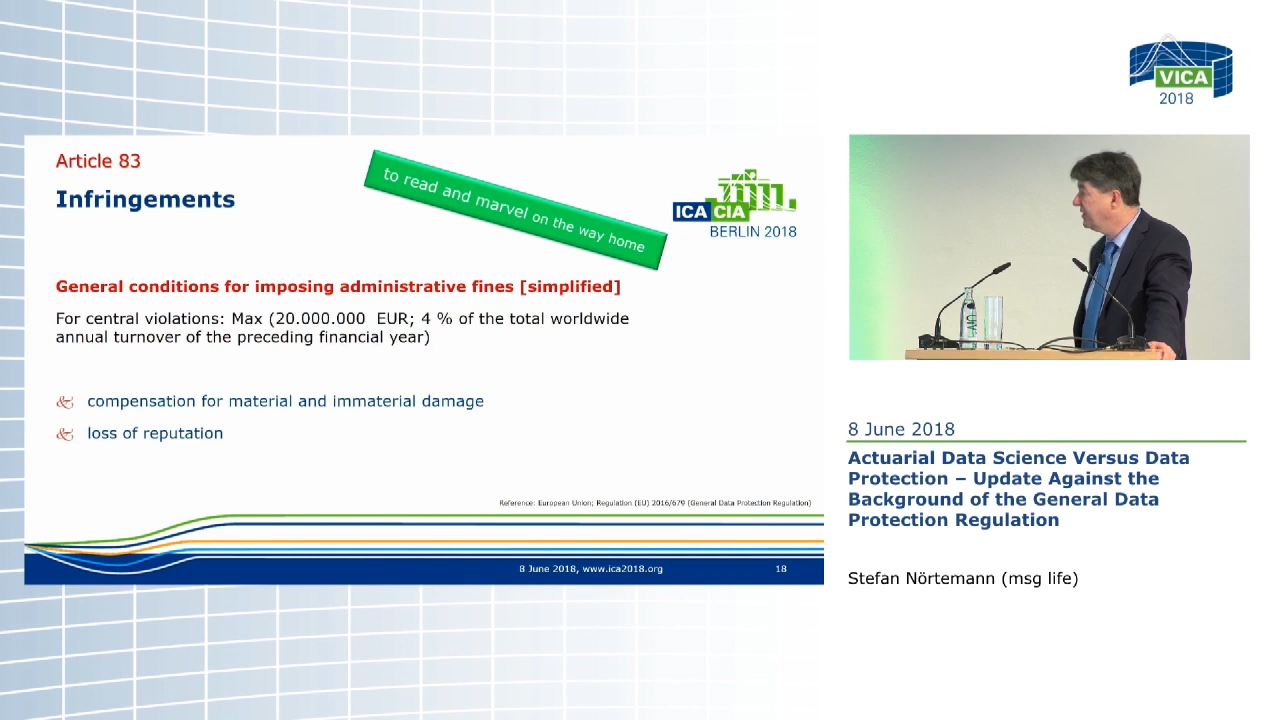 VICA
2018
Article 83
Infringements
to read and marvel on the way home
ICA CIA
BERLIN 2018
General conditions for imposing administrative fines [simplified]
For central violations: Max (20.000.000 EUR; 4 % of the total worldwide
annual turnover of the preceding financial year)
& compensation for material and immaterial damage
& loss of reputation
Reference: European Union; Regulation (EU) 2016/679 (General Data Protection Regulation)
8 June 2018, www.ica2018.org 18
8 June 2018
Actuarial Data Science Versus Data
Protection – Update Against the
Background of the General Data
Protection Regulation
Stefan Nörtemann (msg life)